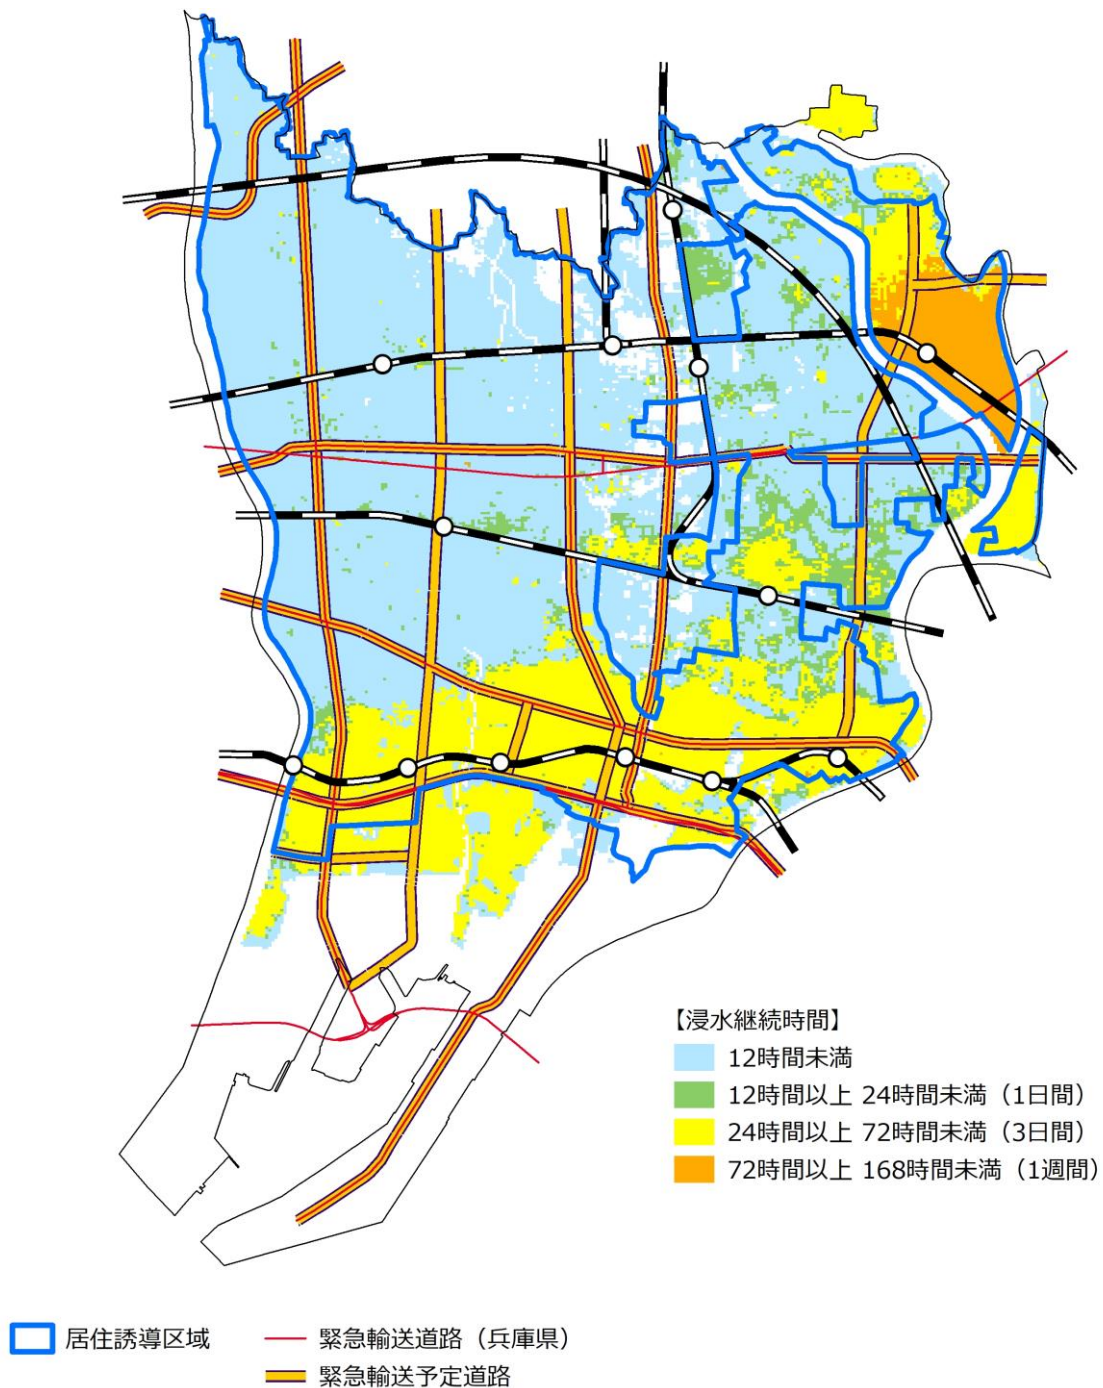 【浸水継続時間】
12時間未満
12時間以上 24時間未満（1日間）
24時間以上 72時間未満（3日間）
72時間以上 168時間未満（1週間）
居住誘導区域
緊急輸送道路（兵庫県）
緊急輸送予定道路